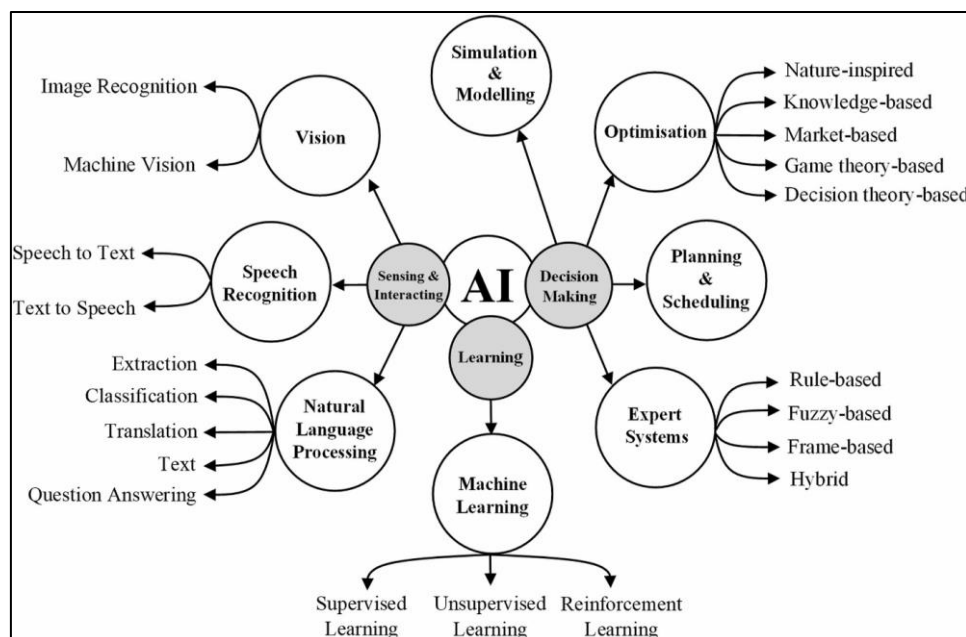 Simulation
&
Modelling
Nature-inspired
Knowledge-based
Market-based
Game theory-based
Decision theory-based
Optimisation
Image Recognition
Machine Vision
Vision
Speech to Text
Text to Speech
Speech
Recognition
Sensing &
Interacting
AI
Decision
Making
Planning
&
Scheduling
Learning
Extraction
Classification
Translation
Text
Question Answering
Natural
Language
Processing
Expert
Systems
Rule-based
Fuzzy-based
Frame-based
Hybrid
Machine
Learning
Supervised
Learning
Unsupervised
Learning
Reinforcement
Learning